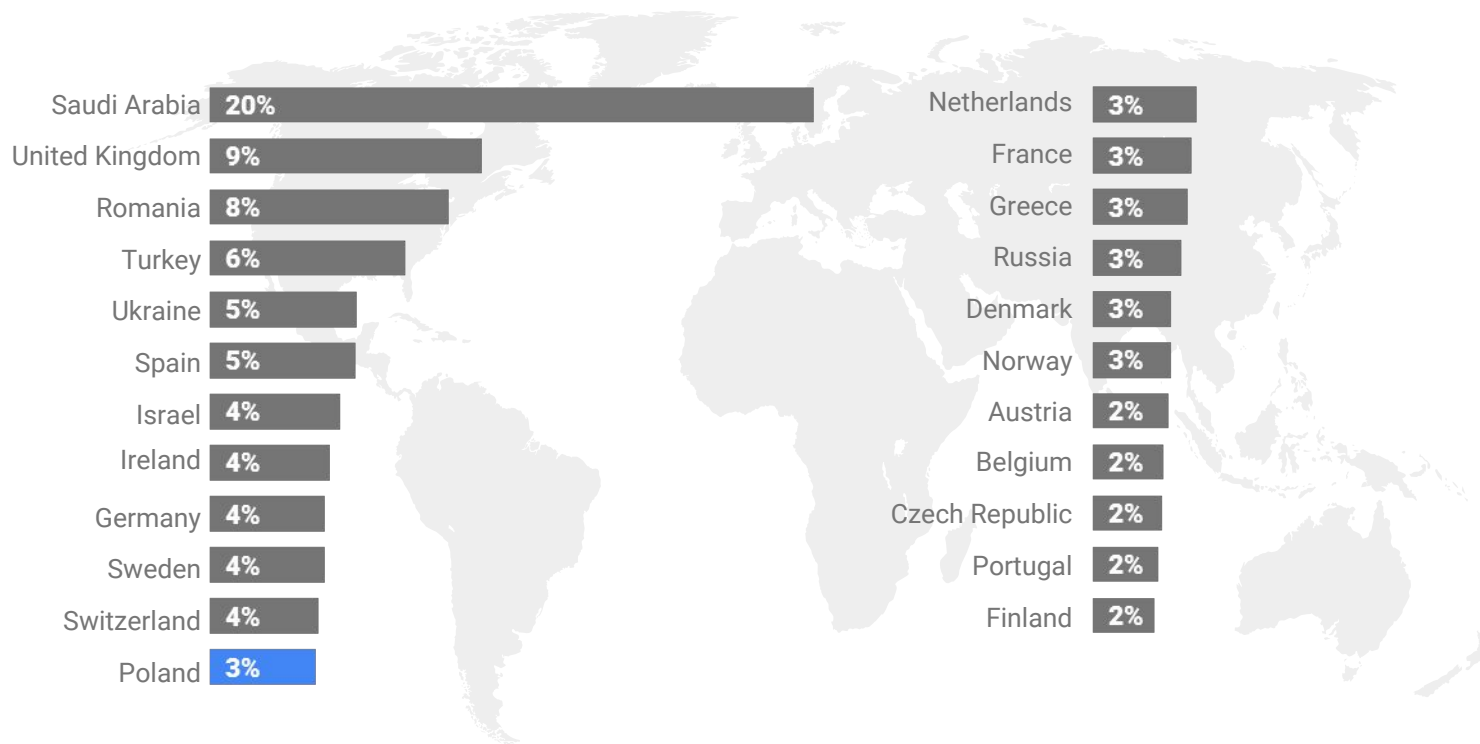 Saudi Arabia 20%
United Kingdom 9%
Romania 8%
Turkey 6%
Ukraine 5%
Spain 5%
Israel 4%
Ireland 4%
Germany 4%
Sweden 4%
Switzerland 4%
Poland 3%
Netherlands 3%
France 3%
Greece 3%
Russia 3%
Denmark 3%
Norway 3%
Austria 2%
Belgium 2%
Czech Republic 2%
Portugal 2%
Finland 2%